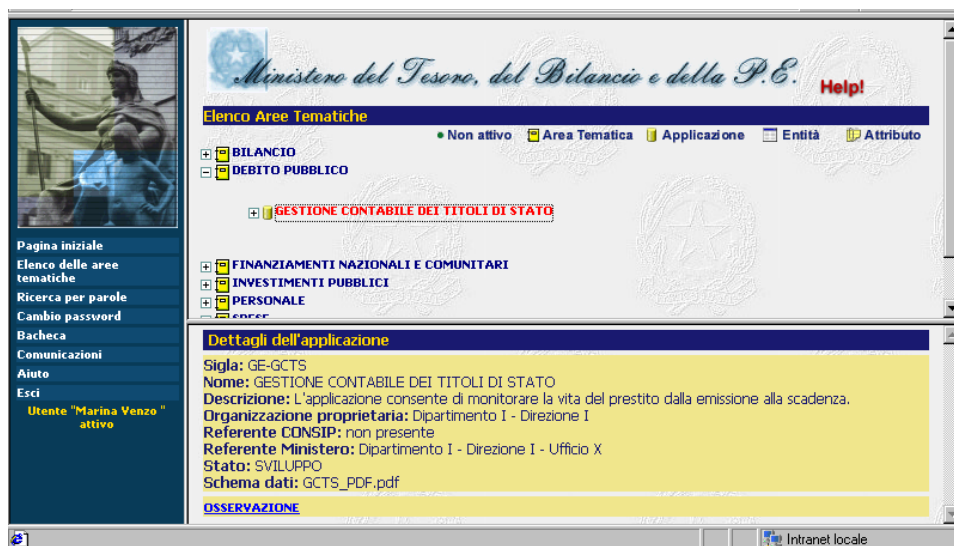 Ministero del Tesoro, del Bilancio e della P.E.
Help!
Elenco Aree Tematiche
Non attivo Area Tematica Applicazione Entità Attributo
BILANCIO
DEBITO PUBBLICO
GESTIONE CONTABILE DEI TITOLI DI STATO
FINANZIAMENTI NAZIONALI E COMUNITARI
INVESTIMENTI PUBBLICI
PERSONALE
SPESE
Pagina iniziale
Elenco delle aree
tematiche
Ricerca per parole
Cambio password
Bacheca
Comunicazioni
Aiuto
Esci
Utente "Marina Venzo "
attivo
Dettagli dell'applicazione
Sigla: GE-GCTS
Nome: GESTIONE CONTABILE DEI TITOLI DI STATO
Descrizione: L'applicazione consente di monitorare la vita del prestito dalla emissione alla scadenza.
Organizzazione proprietaria: Dipartimento I - Direzione I
Referente CONSIP: non presente
Referente Ministero: Dipartimento I - Direzione I - Ufficio X
Stato: SVILUPPO
Schema dati: GCTS_PDF.pdf
OSSERVAZIONE
Intranet locale